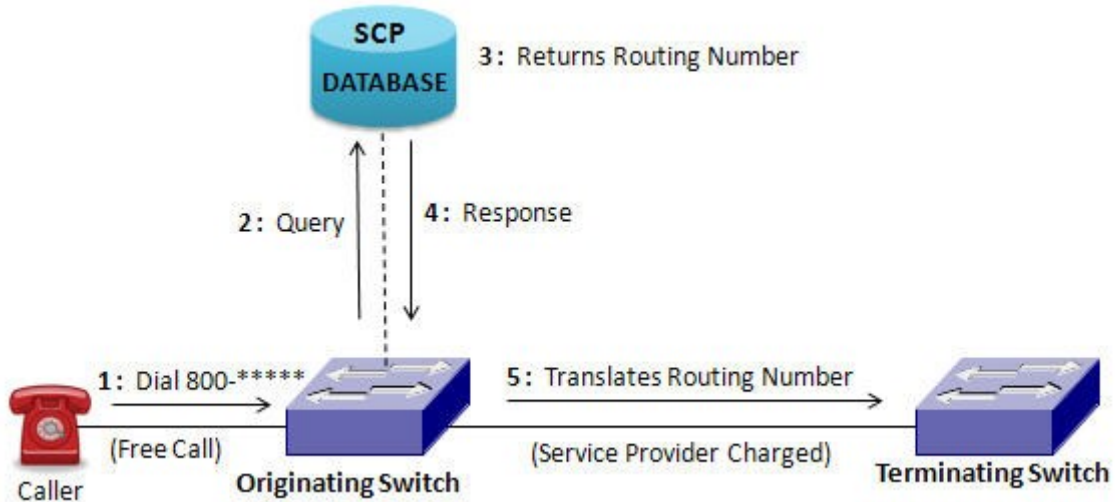 SCP
DATABASE
3: Returns Routing Number
2: Query
4: Response
1: Dial 800-*****
5: Translates Routing Number
(Free Call)
(Service Provider Charged)
Caller
Originating Switch
Terminating Switch